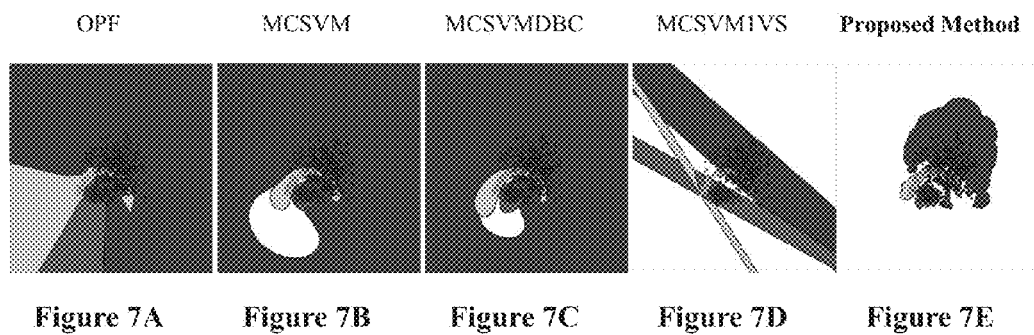 OPF MCSVM MCSVMDBC MCSVM1VS Proposed Method
Figure 7A Figure 7B Figure 7C Figure 7D Figure 7E